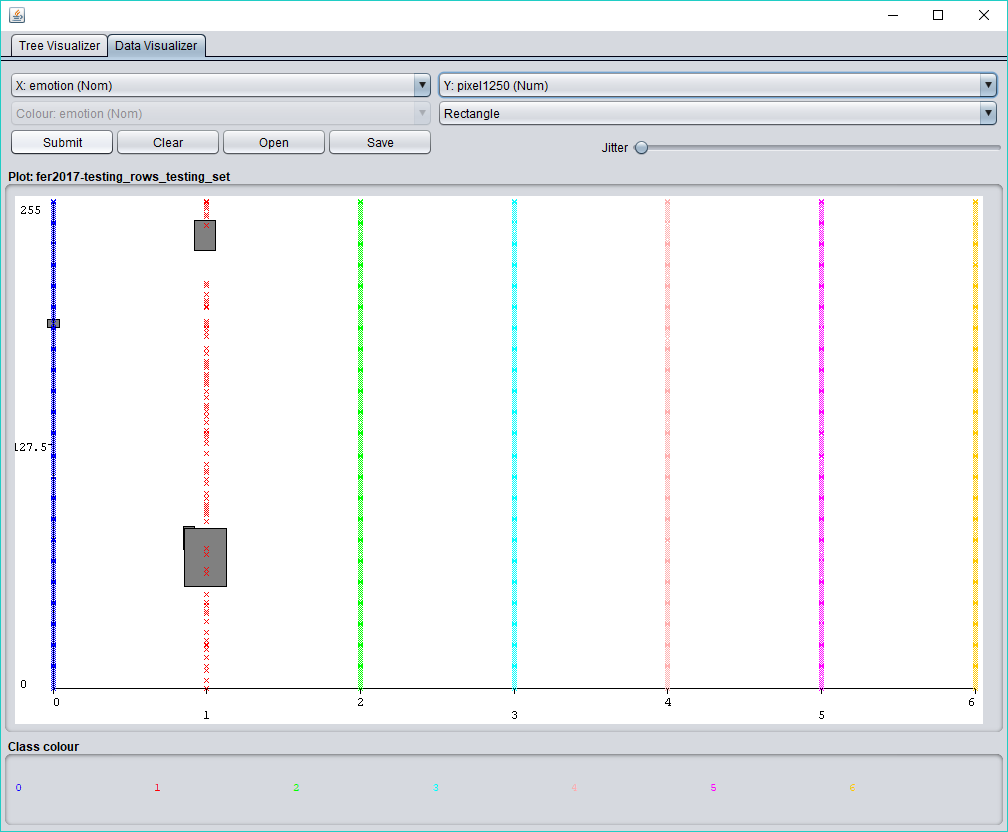 Tree Visualizer Data Visualizer
X: emotion (Nom) Y: pixel1250 (Num)
Colour: emotion (Nom) Rectangle
Submit Clear Open Save Jitter
Plot: fer2017-testing_rows_testing_set
255
127.5
0
0 2 4 6
1 3 5
Class colour
0 1 2 3 4 5 6